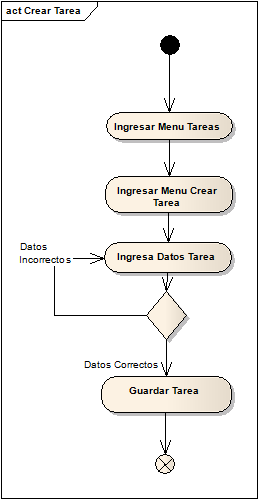 act Crear Tarea
Ingresar Menu Tareas
Ingresar Menu Crear
Tarea
Datos
Incorrectos
Ingresa Datos Tarea
Datos Correctos
Guardar Tarea